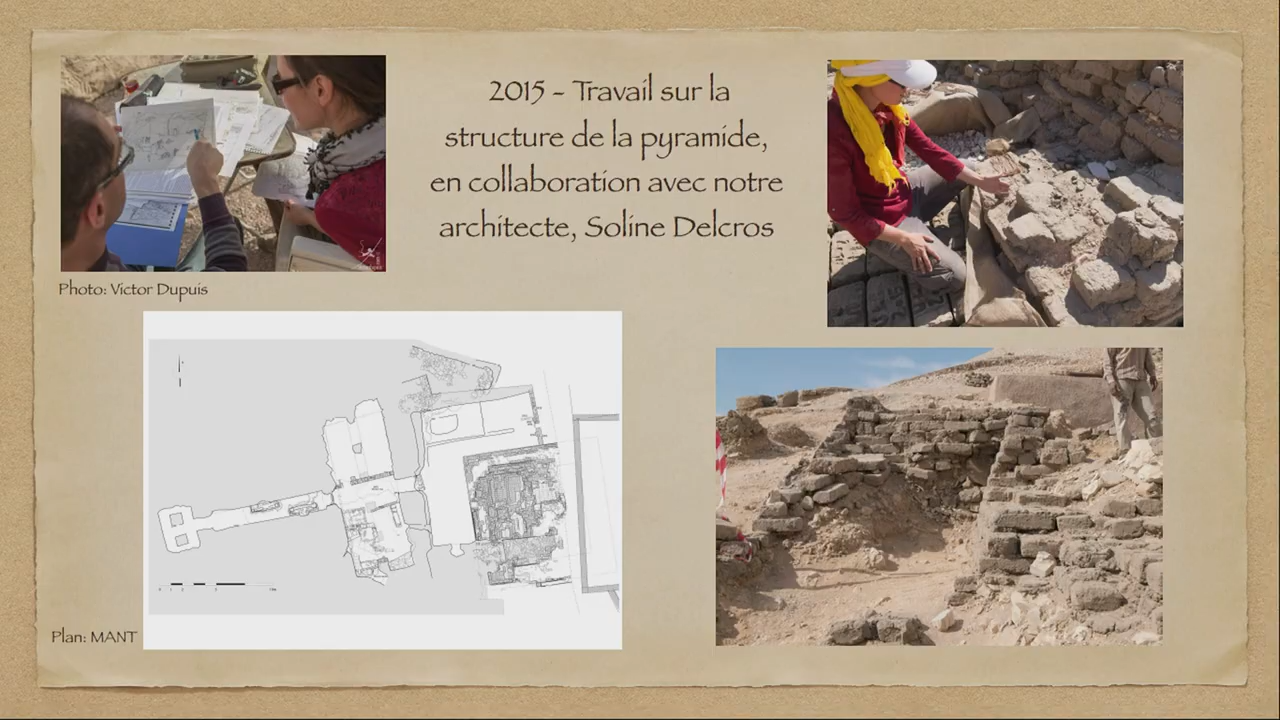 2015 - Travail sur la
structure de la pyramide,
en collaboration avec notre
architecte, Soline Delcros
Photo: Victor Dupuis
Plan: MANT